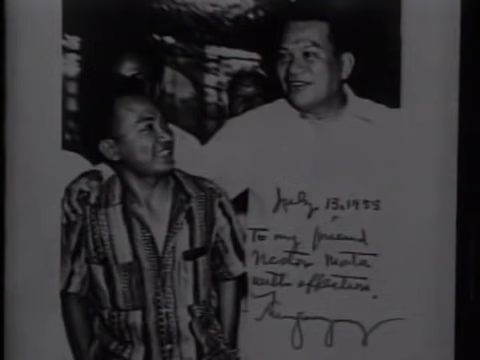 July 13, 1955
To my friend
Nestor Mata
with affection.